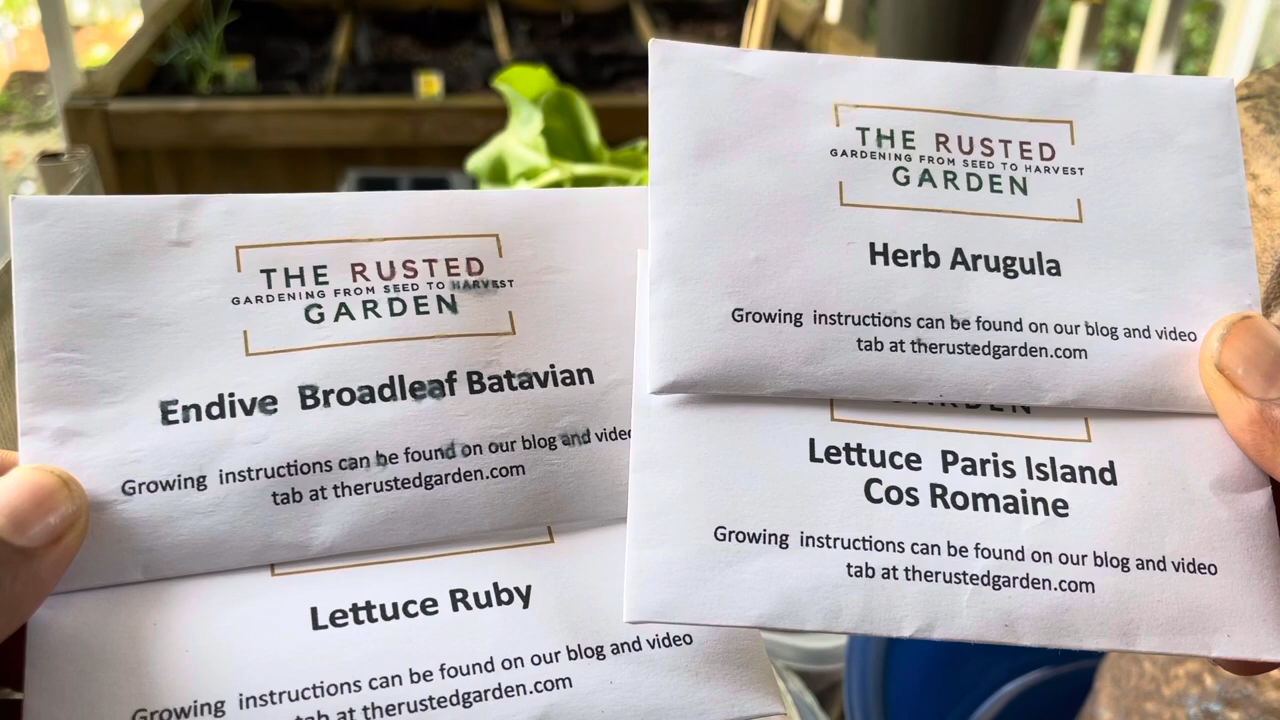 THE RUSTED
GARDENING FROM SEED TO HARVEST
GARDEN
Endive Broadleaf Batavian
Growing instructions can be found on our blog and video
tab at therustedgarden.com
Lettuce Ruby
Growing instructions can be found on our blog and video
tab at therustedgarden.com
THE RUSTED
GARDENING FROM SEED TO HARVEST
GARDEN
Herb Arugula
Growing instructions can be found on our blog and video
tab at therustedgarden.com
GARDEN
Lettuce Paris Island
Cos Romaine
Growing instructions can be found on our blog and video
tab at therustedgarden.com